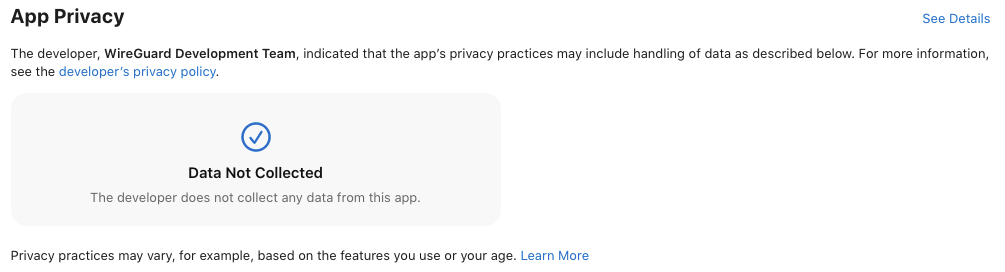 App Privacy
See Details
The developer, WireGuard Development Team, indicated that the app’s privacy practices may include handling of data as described below. For more information,
see the developer’s privacy policy.
Data Not Collected
The developer does not collect any data from this app.
Privacy practices may vary, for example, based on the features you use or your age. Learn More